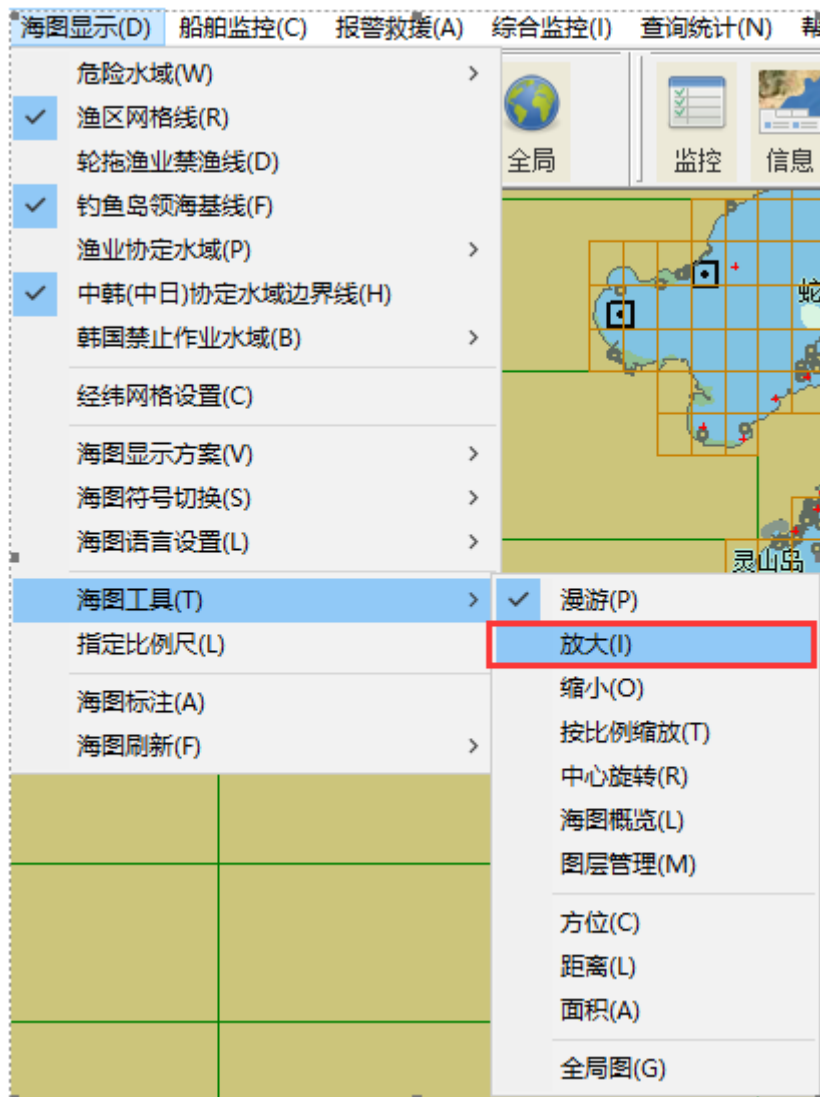 海图显示(D) 船舶监控(C) 报警救援(A) 综合监控(I) 查询统计(N)
危险水域(W)
渔区网格线(R)
全局 监控 信息
轮拖渔业禁渔线(D)
钓鱼岛领海基线(F)
渔业协定水域(P)
中韩(中日)协定水域边界线(H)
韩国禁止作业水域(B)
经纬网格设置(C)
海图显示方案(V)
海图符号切换(S)
海图语言设置(L)
灵山岛
海图工具(T)
指定比例尺(L)
海图标注(A)
海图刷新(F)
漫游(P)
放大(I)
缩小(O)
按比例缩放(T)
中心旋转(R)
海图概览(L)
图层管理(M)
方位(C)
距离(L)
面积(A)
全局图(G)